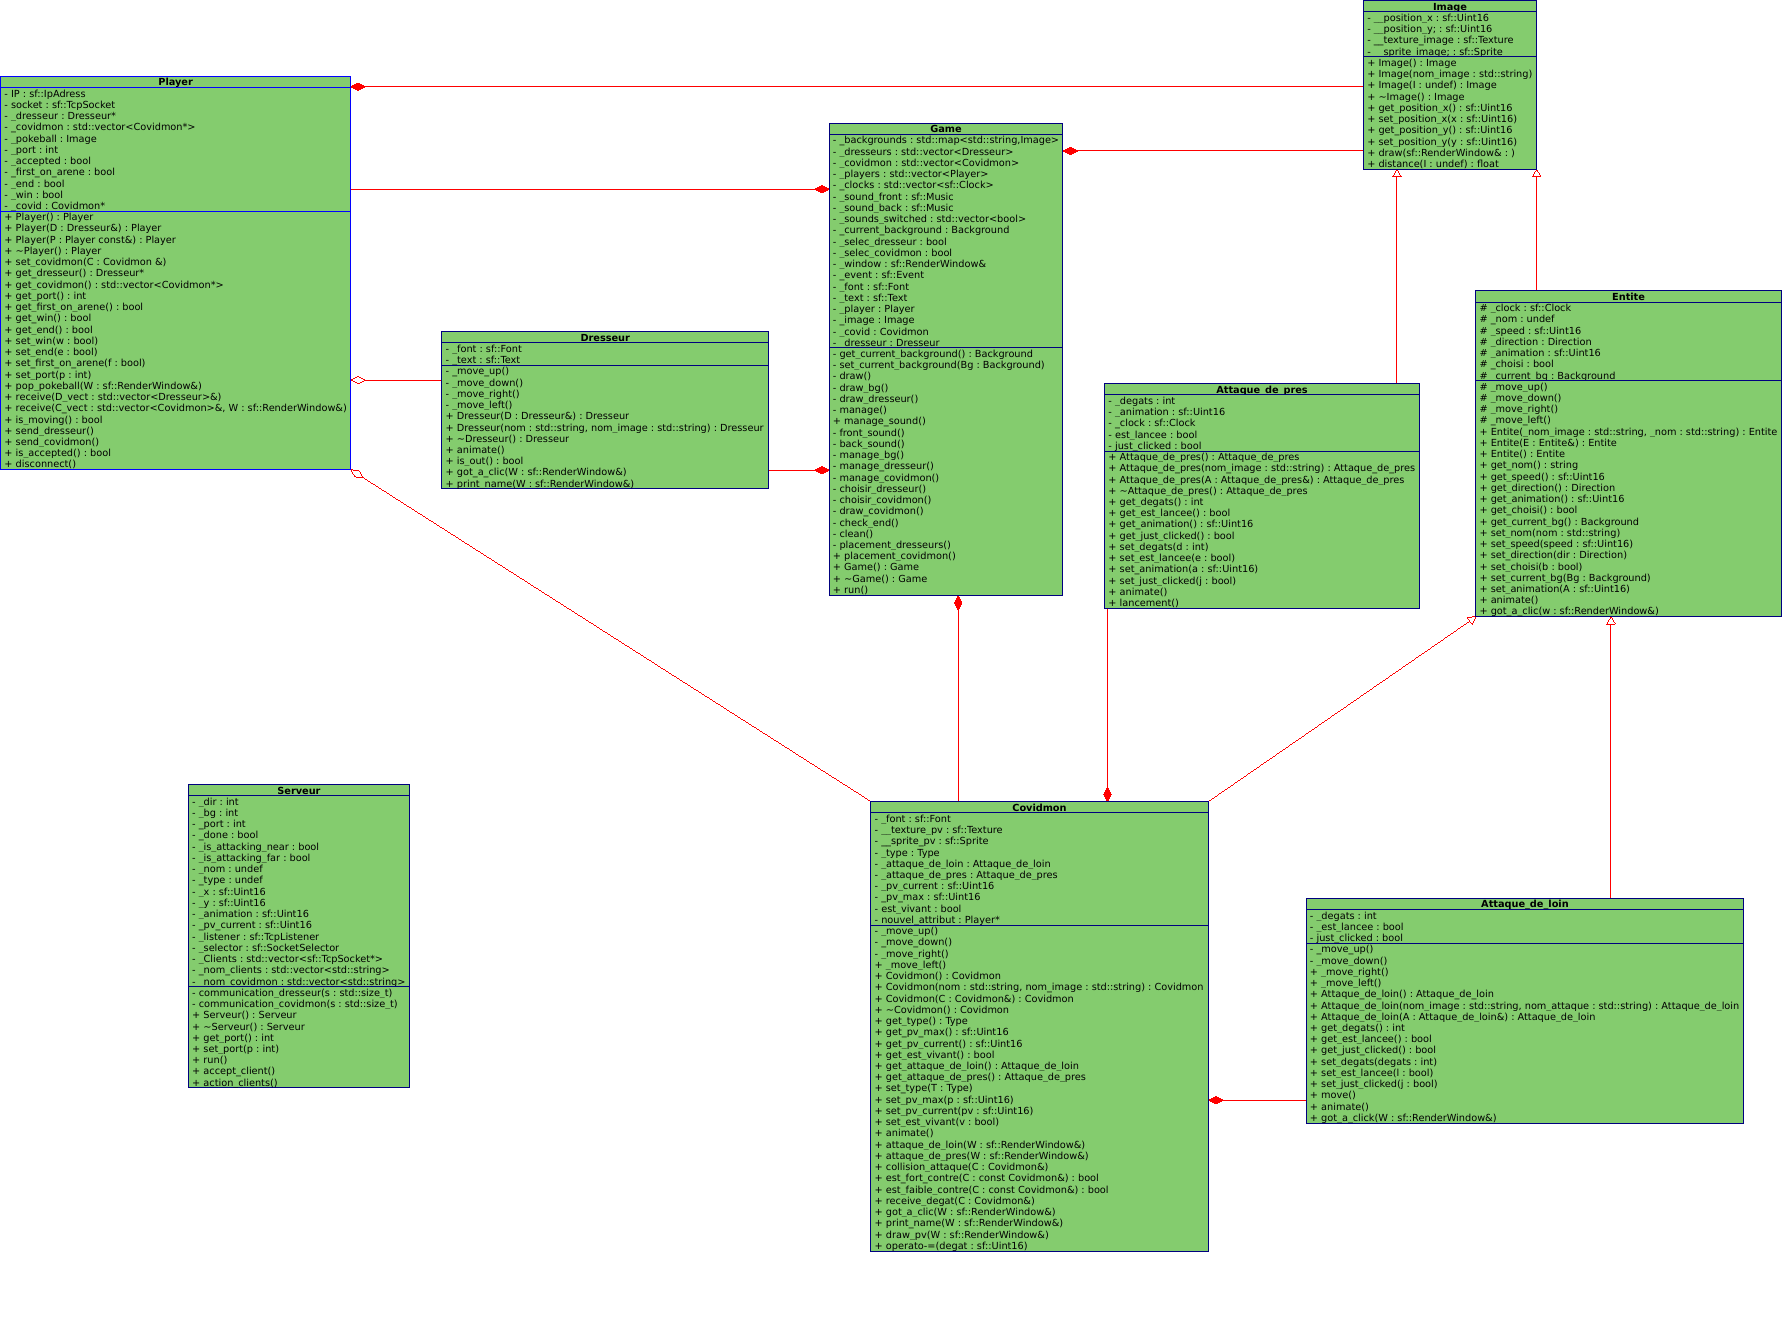 Image
- __position_x : sf::Uint16
- __position_y; : sf::Uint16
- __texture_image : sf::Texture
- __sprite_image; : sf::Sprite
+ Image() : Image
+ Image(nom_image : std::string)
+ Image(I : undef) : Image
+ ~Image() : Image
+ get_position_x() : sf::Uint16
+ set_position_x(x : sf::Uint16)
+ get_position_y() : sf::Uint16
+ set_position_y(y : sf::Uint16)
+ draw(sf::RenderWindow& : )
+ distance(I : undef) : float
Player
- IP : sf::IpAdress
- socket : sf::TcpSocket
- _dresseur : Dresseur*
- _covidmon : std::vector<Covidmon*>
- _pokeball : Image
- _port : int
- _accepted : bool
- _first_on_arene : bool
- _end : bool
- _win : bool
- _covid : Covidmon*
+ Player() : Player
+ Player(D : Dresseur&) : Player
+ Player(P : Player const&) : Player
+ ~Player() : Player
+ set_covidmon(C : Covidmon &)
+ get_dresseur() : Dresseur*
+ get_covidmon() : std::vector<Covidmon*>
+ get_port() : int
+ get_first_on_arene() : bool
+ get_win() : bool
+ get_end() : bool
+ set_win(w : bool)
+ set_end(e : bool)
+ set_first_on_arene(f : bool)
+ set_port(p : int)
+ pop_pokeball(W : sf::RenderWindow&)
+ receive(D_vect : std::vector<Dresseur>&)
+ receive(C_vect : std::vector<Covidmon>&, W : sf::RenderWindow&)
+ is_moving() : bool
+ send_dresseur()
+ send_covidmon()
+ is_accepted() : bool
+ disconnect()
Game
- _backgrounds : std::map<std::string,Image>
- _dresseurs : std::vector<Dresseur>
- _covidmon : std::vector<Covidmon>
- _players : std::vector<Player>
- _clocks : std::vector<sf::Clock>
- _sound_front : sf::Music
- _sound_back : sf::Music
- _sounds_switched : std::vector<bool>
- _current_background : Background
- _selec_dresseur : bool
- _selec_covidmon : bool
- _window : sf::RenderWindow&
- _event : sf::Event
- _font : sf::Font
- _text : sf::Text
- _player : Player
- _image : Image
- _covid : Covidmon
- _dresseur : Dresseur
- get_current_background() : Background
- set_current_background(Bg : Background)
- draw()
- draw_bg()
- draw_dresseur()
- manage()
+ manage_sound()
- front_sound()
- back_sound()
- manage_bg()
- manage_dresseur()
- manage_covidmon()
- choisir_dresseur()
- choisir_covidmon()
- draw_covidmon()
- check_end()
- clean()
- placement_dresseurs()
+ placement_covidmon()
+ Game() : Game
+ ~Game() : Game
+ run()
Dresseur
- _font : sf::Font
- _text : sf::Text
- _move_up()
- _move_down()
- _move_right()
- _move_left()
+ Dresseur(D : Dresseur&) : Dresseur
+ Dresseur(nom : std::string, nom_image : std::string) : Dresseur
+ ~Dresseur() : Dresseur
+ animate()
+ is_out() : bool
+ got_a_clic(W : sf::RenderWindow&)
+ print_name(W : sf::RenderWindow&)
Attaque_de_pres
- _degats : int
- _animation : sf::Uint16
- _clock : sf::Clock
- est_lancee : bool
- just_clicked : bool
+ Attaque_de_pres() : Attaque_de_pres
+ Attaque_de_pres(nom_image : std::string) : Attaque_de_pres
+ Attaque_de_pres(A : Attaque_de_pres&) : Attaque_de_pres
+ ~Attaque_de_pres() : Attaque_de_pres
+ get_degats() : int
+ get_est_lancee() : bool
+ get_animation() : sf::Uint16
+ get_just_clicked() : bool
+ set_degats(d : int)
+ set_est_lancee(e : bool)
+ set_animation(a : sf::Uint16)
+ set_just_clicked(j : bool)
+ animate()
+ lancement()
Entite
# _clock : sf::Clock
# _nom : undef
# _speed : sf::Uint16
# _direction : Direction
# _animation : sf::Uint16
# _choisi : bool
# _current_bg : Background
# _move_up()
# _move_down()
# _move_right()
# _move_left()
+ Entite(_nom_image : std::string, _nom : std::string) : Entite
+ Entite(E : Entite&) : Entite
+ Entite() : Entite
+ get_nom() : string
+ get_speed() : sf::Uint16
+ get_direction() : Direction
+ get_animation() : sf::Uint16
+ get_choisi() : bool
+ get_current_bg() : Background
+ set_nom(nom : std::string)
+ set_speed(speed : sf::Uint16)
+ set_direction(dir : Direction)
+ set_choisi(b : bool)
+ set_current_bg(Bg : Background)
+ set_animation(A : sf::Uint16)
+ animate()
+ got_a_clic(w : sf::RenderWindow&)
Serveur
- _dir : int
- _bg : int
- _port : int
- _done : bool
- _is_attacking_near : bool
- _is_attacking_far : bool
- _nom : undef
- _type : undef
- _x : sf::Uint16
- _y : sf::Uint16
- _animation : sf::Uint16
- _pv_current : sf::Uint16
- _listener : sf::TcpListener
- _selector : sf::SocketSelector
- _Clients : std::vector<sf::TcpSocket*>
- _nom_clients : std::vector<std::string>
- _nom_covidmon : std::vector<std::string>
- communication_dresseur(s : std::size_t)
- communication_covidmon(s : std::size_t)
+ Serveur() : Serveur
+ ~Serveur() : Serveur
+ get_port() : int
+ set_port(p : int)
+ run()
+ accept_client()
+ action_clients()
Covidmon
- _font : sf::Font
- __texture_pv : sf::Texture
- __sprite_pv : sf::Sprite
- _type : Type
- _attaque_de_loin : Attaque_de_loin
- _attaque_de_pres : Attaque_de_pres
- _pv_current : sf::Uint16
- _pv_max : sf::Uint16
- est_vivant : bool
- nouvel_attribut : Player*
- _move_up()
- _move_down()
- _move_right()
+ _move_left()
+ Covidmon() : Covidmon
+ Covidmon(nom : std::string, nom_image : std::string) : Covidmon
+ Covidmon(C : Covidmon&) : Covidmon
+ ~Covidmon() : Covidmon
+ get_type() : Type
+ get_pv_max() : sf::Uint16
+ get_pv_current() : sf::Uint16
+ get_est_vivant() : bool
+ get_attaque_de_loin() : Attaque_de_loin
+ get_attaque_de_pres() : Attaque_de_pres
+ set_type(T : Type)
+ set_pv_max(p : sf::Uint16)
+ set_pv_current(pv : sf::Uint16)
+ set_est_vivant(v : bool)
+ animate()
+ attaque_de_loin(W : sf::RenderWindow&)
+ attaque_de_pres(W : sf::RenderWindow&)
+ collision_attaque(C : Covidmon&)
+ est_fort_contre(C : const Covidmon&) : bool
+ est_faible_contre(C : const Covidmon&) : bool
+ receive_degat(C : Covidmon&)
+ got_a_clic(W : sf::RenderWindow&)
+ print_name(W : sf::RenderWindow&)
+ draw_pv(W : sf::RenderWindow&)
+ operato-=(degat : sf::Uint16)
Attaque_de_loin
- _degats : int
- _est_lancee : bool
- just_clicked : bool
- _move_up()
- _move_down()
+ _move_right()
+ _move_left()
+ Attaque_de_loin() : Attaque_de_loin
+ Attaque_de_loin(nom_image : std::string, nom_attaque : std::string) : Attaque_de_loin
+ Attaque_de_loin(A : Attaque_de_loin&) : Attaque_de_loin
+ get_degats() : int
+ get_est_lancee() : bool
+ get_just_clicked() : bool
+ set_degats(degats : int)
+ set_est_lancee(l : bool)
+ set_just_clicked(j : bool)
+ move()
+ animate()
+ got_a_click(W : sf::RenderWindow&)